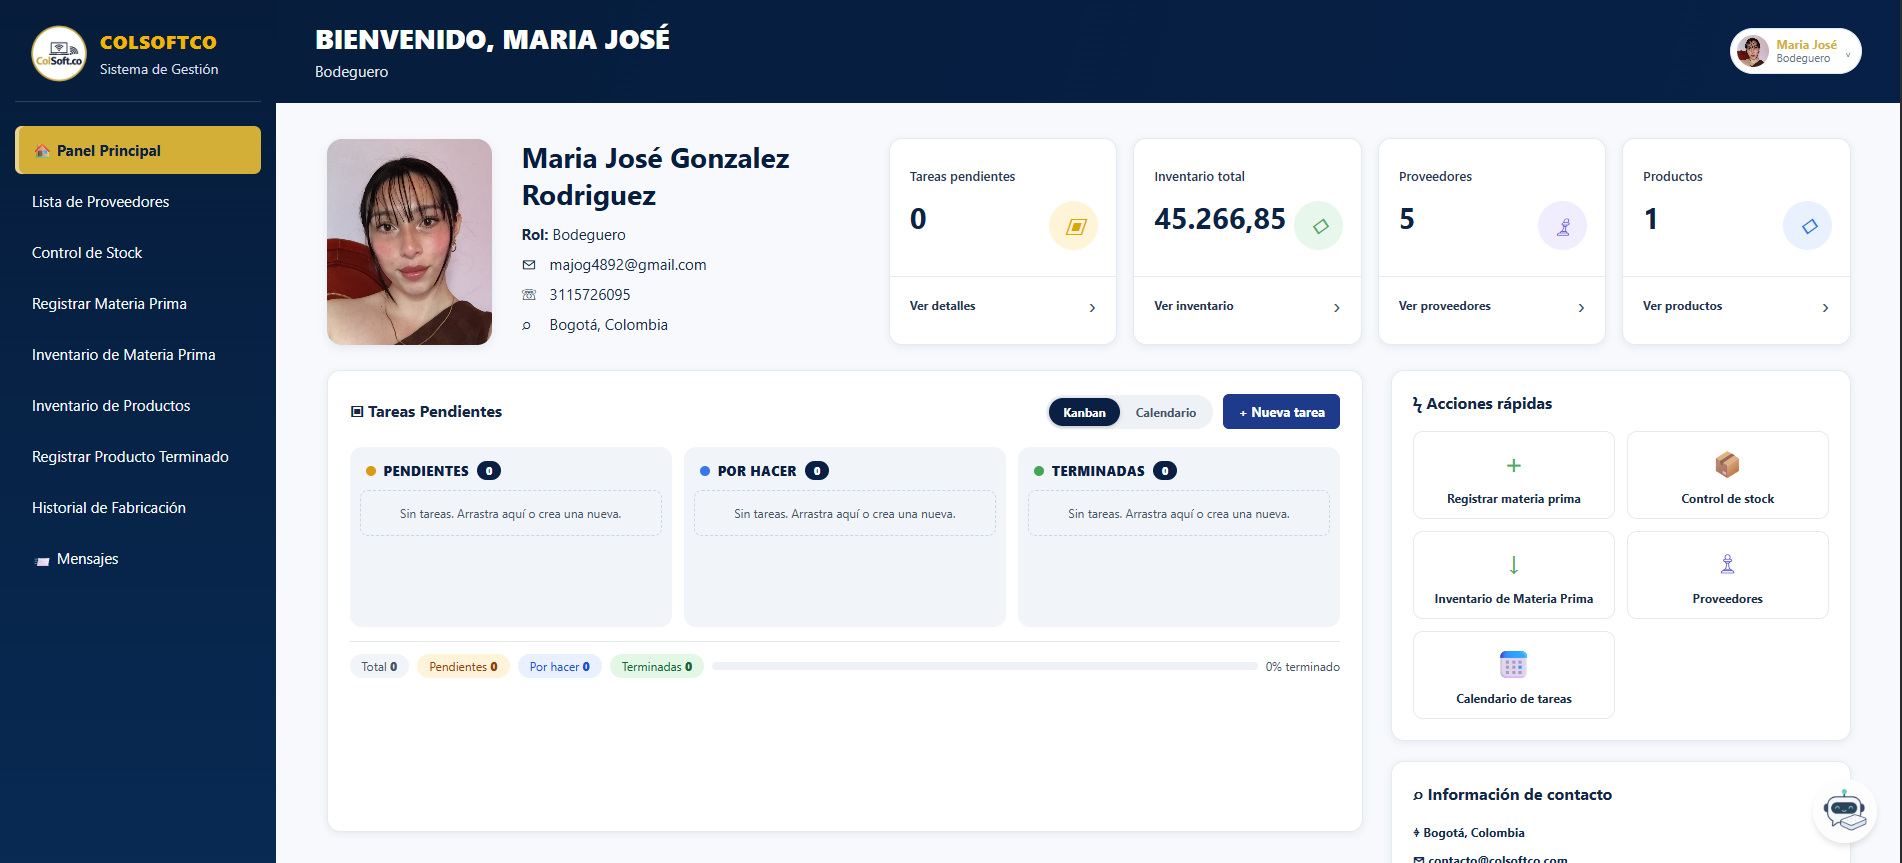 ColSoft.co
COLSOFTCO
Sistema de Gestión
Panel Principal
Lista de Proveedores
Control de Stock
Registrar Materia Prima
Inventario de Materia Prima
Inventario de Productos
Registrar Producto Terminado
Historial de Fabricación
Mensajes
BIENVENIDO, MARIA JOSÉ
Bodeguero
Maria José
Bodeguero
Maria José Gonzalez
Rodriguez
Rol: Bodeguero
majog4892@gmail.com
3115726095
Bogotá, Colombia
Tareas pendientes
0
Ver detalles
Inventario total
45.266,85
Ver inventario
Proveedores
5
Ver proveedores
Productos
1
Ver productos
Tareas Pendientes
Kanban
Calendario
+ Nueva tarea
PENDIENTES 0
Sin tareas. Arrastra aquí o crea una nueva.
POR HACER 0
Sin tareas. Arrastra aquí o crea una nueva.
TERMINADAS 0
Sin tareas. Arrastra aquí o crea una nueva.
Total 0
Pendientes 0
Por hacer 0
Terminadas 0
0% terminado
Acciones rápidas
Registrar materia prima
Control de stock
Inventario de Materia Prima
Proveedores
Calendario de tareas
Información de contacto
Bogotá, Colombia
contacto@colsoftco.com